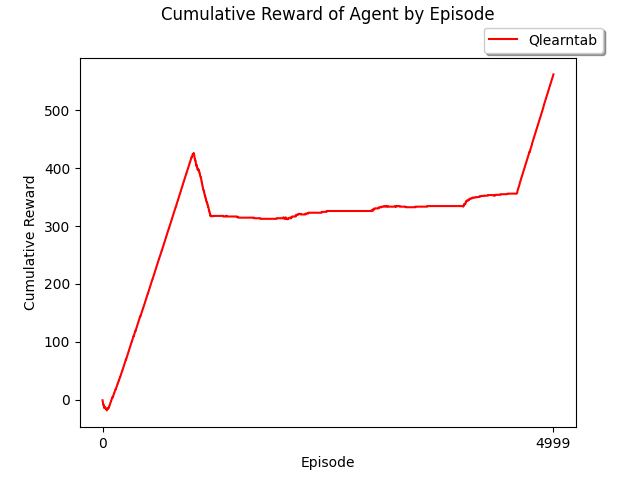 Cumulative Reward of Agent by Episode
Qlearntab
500
400
300
200
100
0
Cumulative Reward
0 4999
Episode